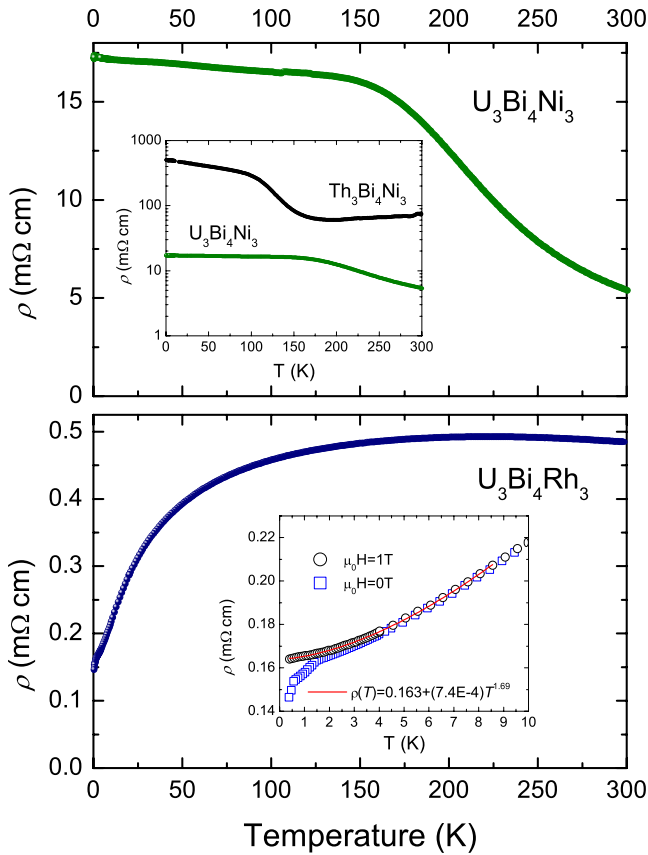 0 50 100 150 200 250 300
U₃Bi₄Ni₃
ρ (mΩ cm)
15
10
5
0
1000
100
10
1
ρ (mΩ cm)
Th₃Bi₄Ni₃
U₃Bi₄Ni₃
0 50 100 150 200 250 300
T (K)
ρ (mΩ cm)
0.5
0.4
0.3
0.2
0.1
0.0
U₃Bi₄Rh₃
0.22
0.20
0.18
0.16
0.14
ρ (mΩ cm)
μ₀H=1T
μ₀H=0T
ρ(T)=0.163+(7.4E-4)T¹·⁶⁹
0 1 2 3 4 5 6 7 8 9 10
T (K)
0 50 100 150 200 250 300
Temperature (K)